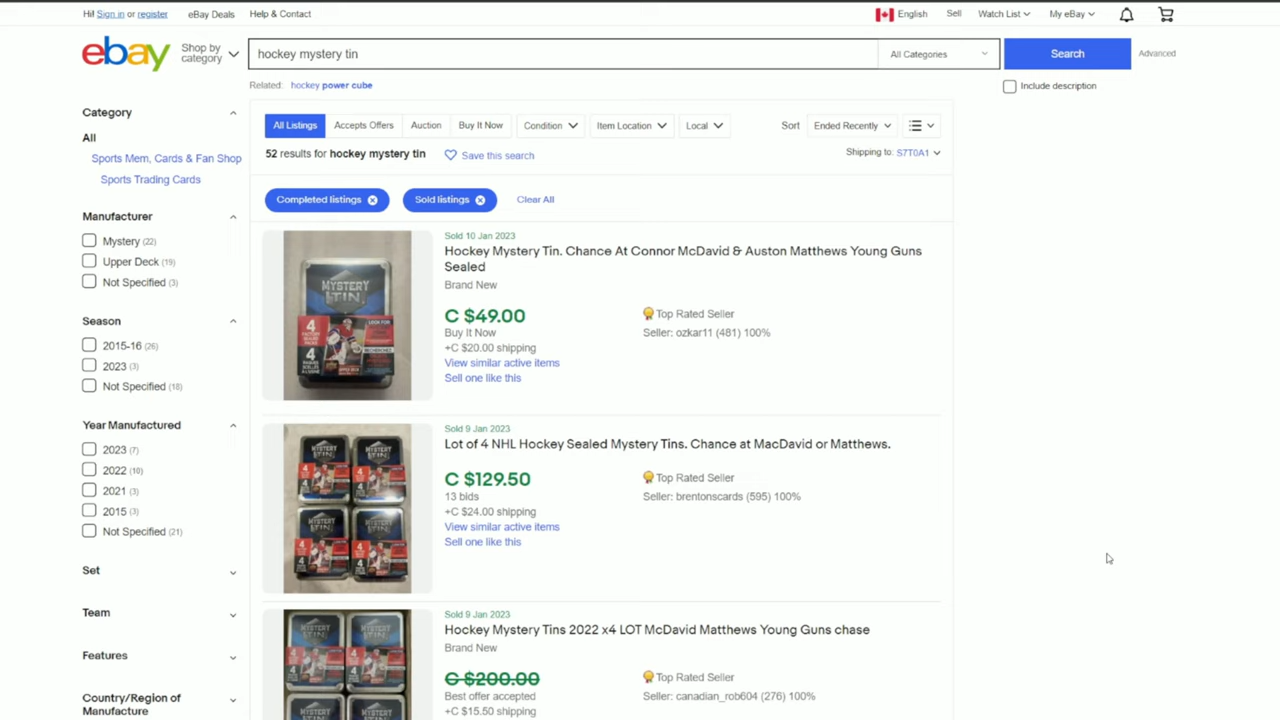 Hi! Sign in or register
eBay Deals
Help & Contact
English
Sell
Watch List
My eBay
ebay
Shop by category
hockey mystery tin
All Categories
Search
Advanced
Related: hockey power cube
Include description
Category
All
Sports Mem, Cards & Fan Shop
Sports Trading Cards
Manufacturer
Mystery (22)
Upper Deck (19)
Not Specified (3)
Season
2015-16 (26)
2023 (3)
Not Specified (18)
Year Manufactured
2023 (7)
2022 (10)
2021 (3)
2015 (3)
Not Specified (21)
Set
Team
Features
Country/Region of
Manufacture
All Listings
Accepts Offers
Auction
Buy It Now
Condition
Item Location
Local
Sort
Ended Recently
52 results for hockey mystery tin
Save this search
Shipping to: S7T0A1
Completed listings
Sold listings
Clear All
MYSTERY
TIN
4
4
Sold 10 Jan 2023
Hockey Mystery Tin. Chance At Connor McDavid & Auston Matthews Young Guns
Sealed
Brand New
C $49.00
Buy It Now
+C $20.00 shipping
View similar active items
Sell one like this
Top Rated Seller
Seller: ozkar11 (481) 100%
Sold 9 Jan 2023
Lot of 4 NHL Hockey Sealed Mystery Tins. Chance at MacDavid or Matthews.
C $129.50
13 bids
+C $24.00 shipping
View similar active items
Sell one like this
Top Rated Seller
Seller: brentonscards (595) 100%
Sold 9 Jan 2023
Hockey Mystery Tins 2022 x4 LOT McDavid Matthews Young Guns chase
Brand New
C $200.00
Best offer accepted
+C $15.50 shipping
Top Rated Seller
Seller: canadian_rob604 (276) 100%